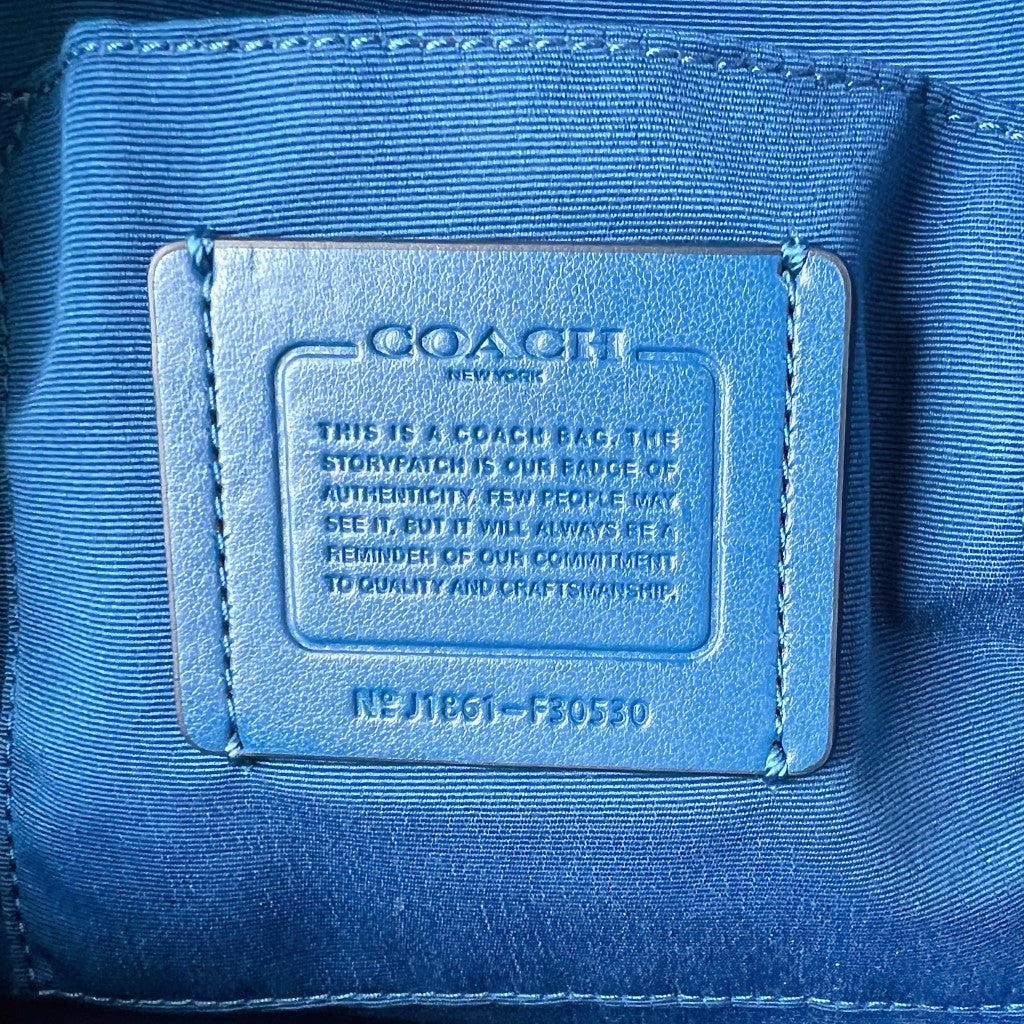 COACH
NEW YORK
THIS IS A COACH BAG. THE
STORYPATCH IS OUR BADGE OF
AUTHENTICITY. FEW PEOPLE MAY
SEE IT, BUT IT WILL ALWAYS BE A
REMINDER OF OUR COMMITMENT
TO QUALITY AND CRAFTSMANSHIP.
Nº J1861-F30530